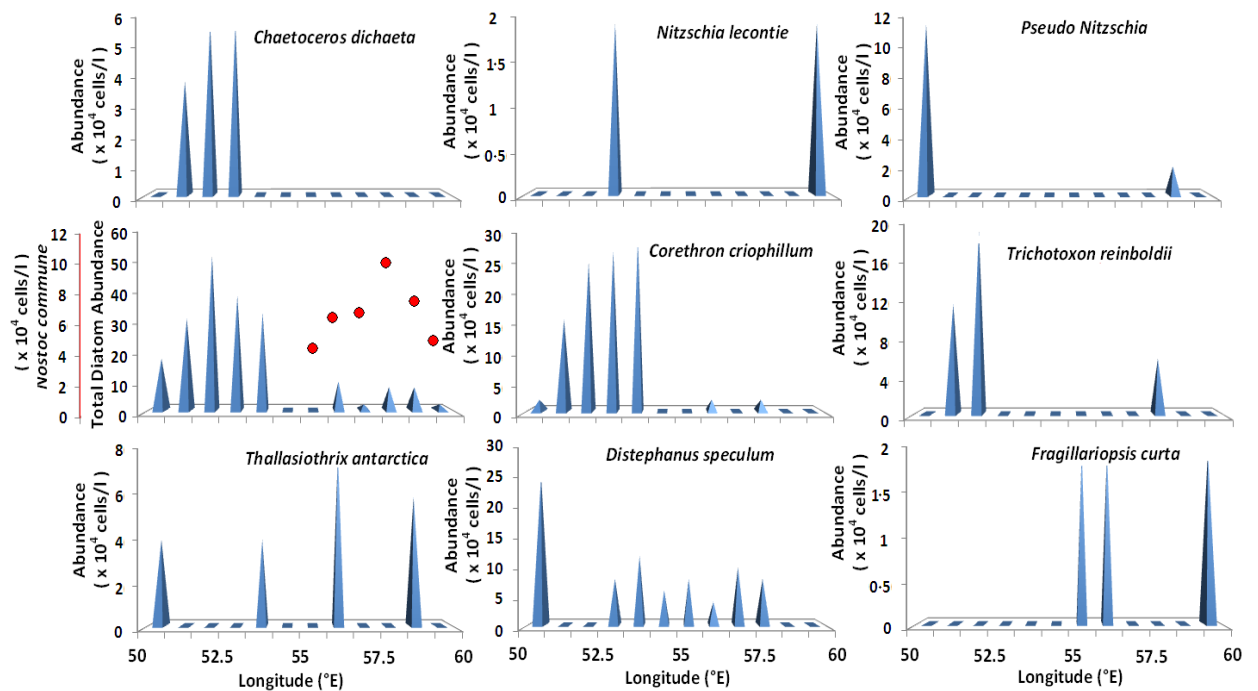 Chaetoceros dichaeta
Abundance
( x 10⁴ cells/l )
6
5
4
3
2
1
0
Nitzschia lecontie
Abundance
( x 10⁴ cells/l )
2
1·5
1
0·5
0
Pseudo Nitzschia
Abundance
( x 10⁴ cells/l )
12
10
8
6
4
2
0
Nostoc commune
( x 10⁴ cells/l )
12
10
8
6
4
2
0
Total Diatom Abundance
60
50
40
30
20
10
0
Corethron criophillum
Abundance
( x 10⁴ cells/l )
30
25
20
15
10
5
0
Trichotoxon reinboldii
Abundance
( x 10⁴ cells/l )
20
16
12
8
4
0
Thallasiothrix antarctica
Abundance
( x 10⁴ cells/l )
8
6
4
2
0
50 52.5 55 57.5 60
Longitude (°E)
Distephanus speculum
Abundance
( x 10⁴ cells/l )
30
25
20
15
10
5
0
50 52.5 55 57.5 60
Longitude (°E)
Fragillariopsis curta
Abundance
( x 10⁴ cells/l )
2
1·5
1
0·5
0
50 52.5 55 57.5 60
Longitude (°E)